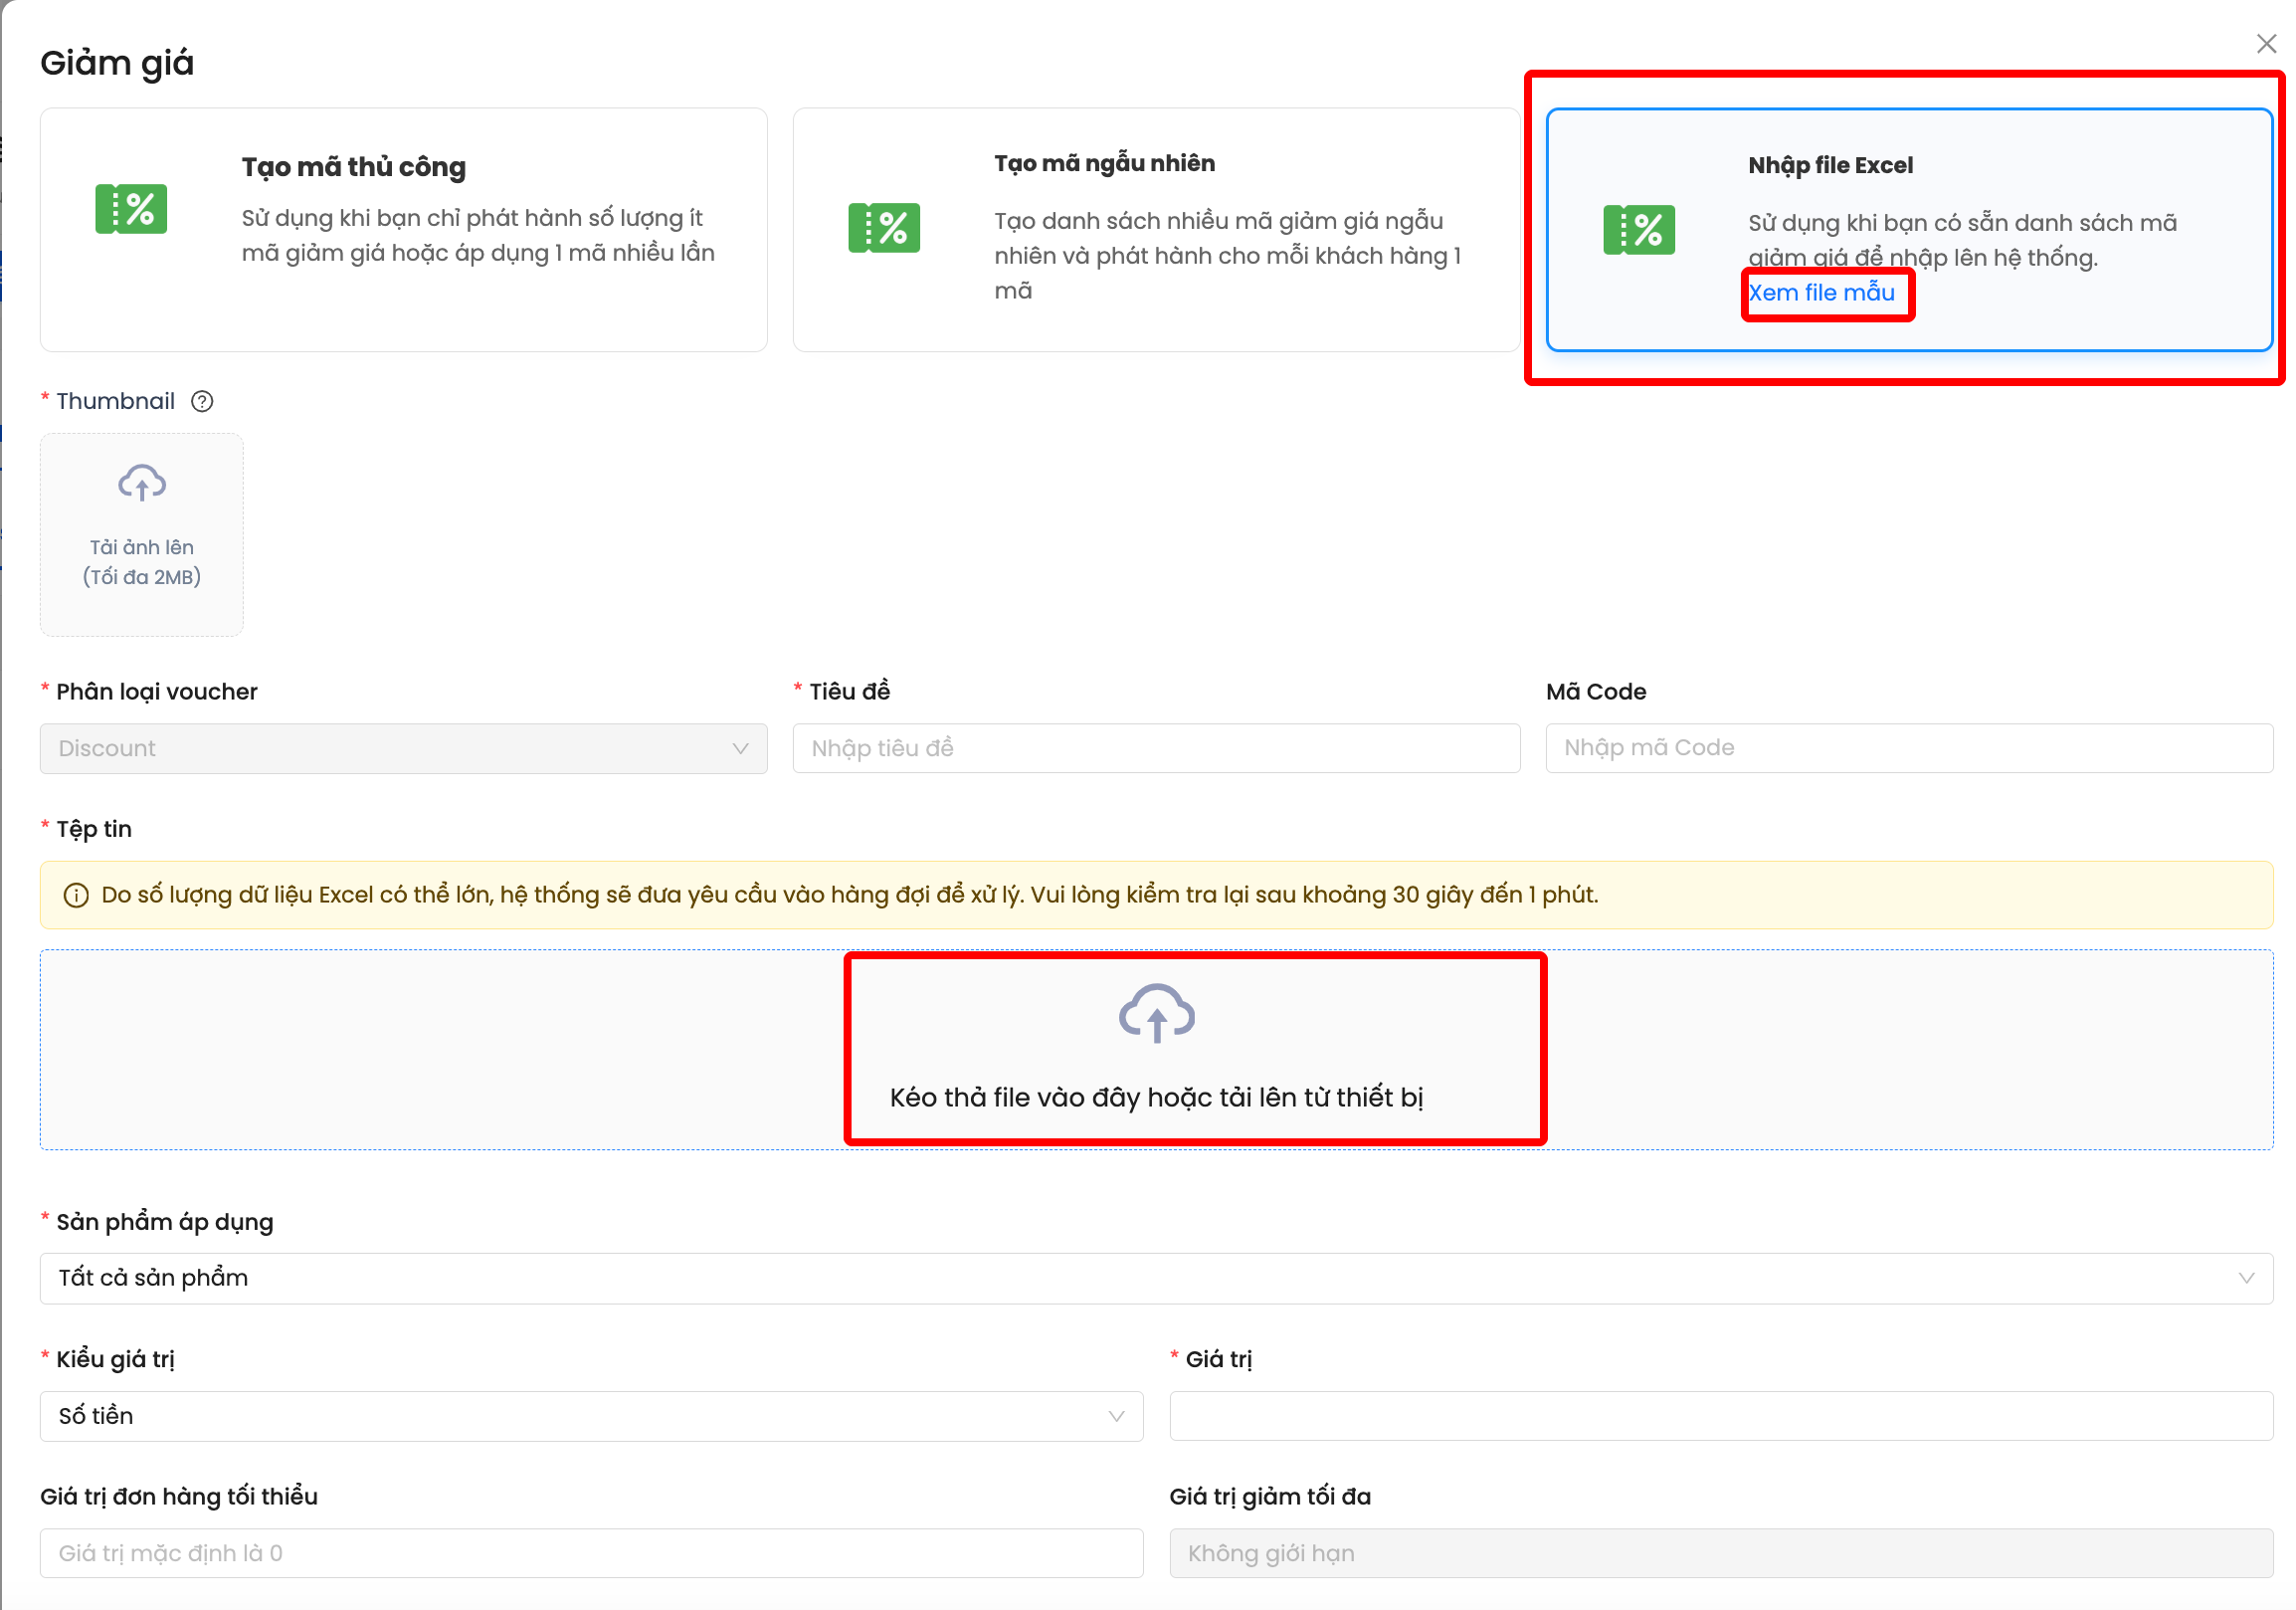 Giảm giá
Tạo mã thủ công
Sử dụng khi bạn chỉ phát hành số lượng ít
mã giảm giá hoặc áp dụng 1 mã nhiều lần
Tạo mã ngẫu nhiên
Tạo danh sách nhiều mã giảm giá ngẫu
nhiên và phát hành cho mỗi khách hàng 1
mã
Nhập file Excel
Sử dụng khi bạn có sẵn danh sách mã
giảm giá để nhập lên hệ thống.
Xem file mẫu
* Thumbnail
Tải ảnh lên
(Tối đa 2MB)
* Phân loại voucher
Discount
* Tiêu đề
Nhập tiêu đề
Mã Code
Nhập mã Code
* Tệp tin
Do số lượng dữ liệu Excel có thể lớn, hệ thống sẽ đưa yêu cầu vào hàng đợi để xử lý. Vui lòng kiểm tra lại sau khoảng 30 giây đến 1 phút.
Kéo thả file vào đây hoặc tải lên từ thiết bị
* Sản phẩm áp dụng
Tất cả sản phẩm
* Kiểu giá trị
Số tiền
* Giá trị
Giá trị đơn hàng tối thiểu
Giá trị mặc định là 0
Giá trị giảm tối đa
Không giới hạn